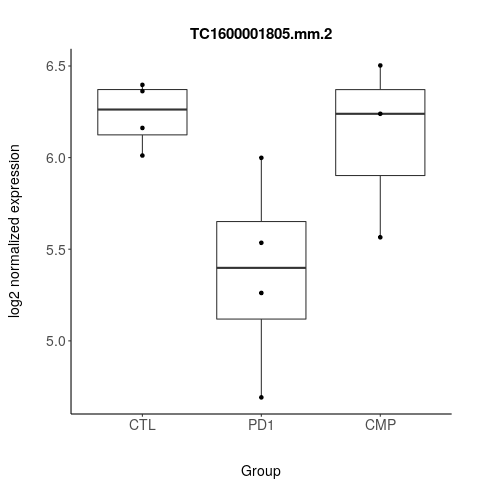 TC1600001805.mm.2
log2 normalized expression
6.5
6.0
5.5
5.0
CTL PD1 CMP
Group